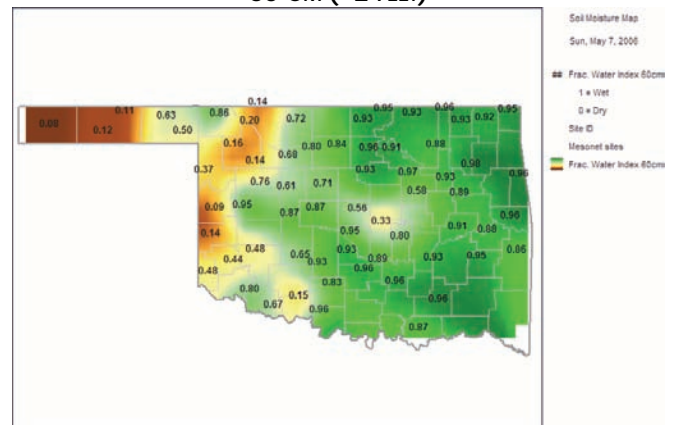 60 CM (~2 FEET)
Soil Moisture Map
Sun, May 7, 2006
## Frac. Water Index 60cm
1 = Wet
0 = Dry
Site ID
Mesonet sites
Frac. Water Index 60cm
0.14
0.11 0.63 0.86 0.20 0.72 0.93 0.95 0.93 0.96 0.93 0.92 0.95
0.08 0.12 0.50
0.16 0.14 0.68 0.80 0.84 0.96 0.91 0.88
0.37 0.93 0.97 0.93 0.98 0.96
0.76 0.61 0.71 0.58 0.89
0.09 0.95 0.87 0.87 0.56 0.33 0.96
0.14 0.95 0.80 0.91 0.88
0.48 0.44 0.65 0.93 0.93 0.89 0.93 0.95 0.86
0.48 0.96
0.80 0.83 0.96
0.67 0.15 0.96 0.96
0.87